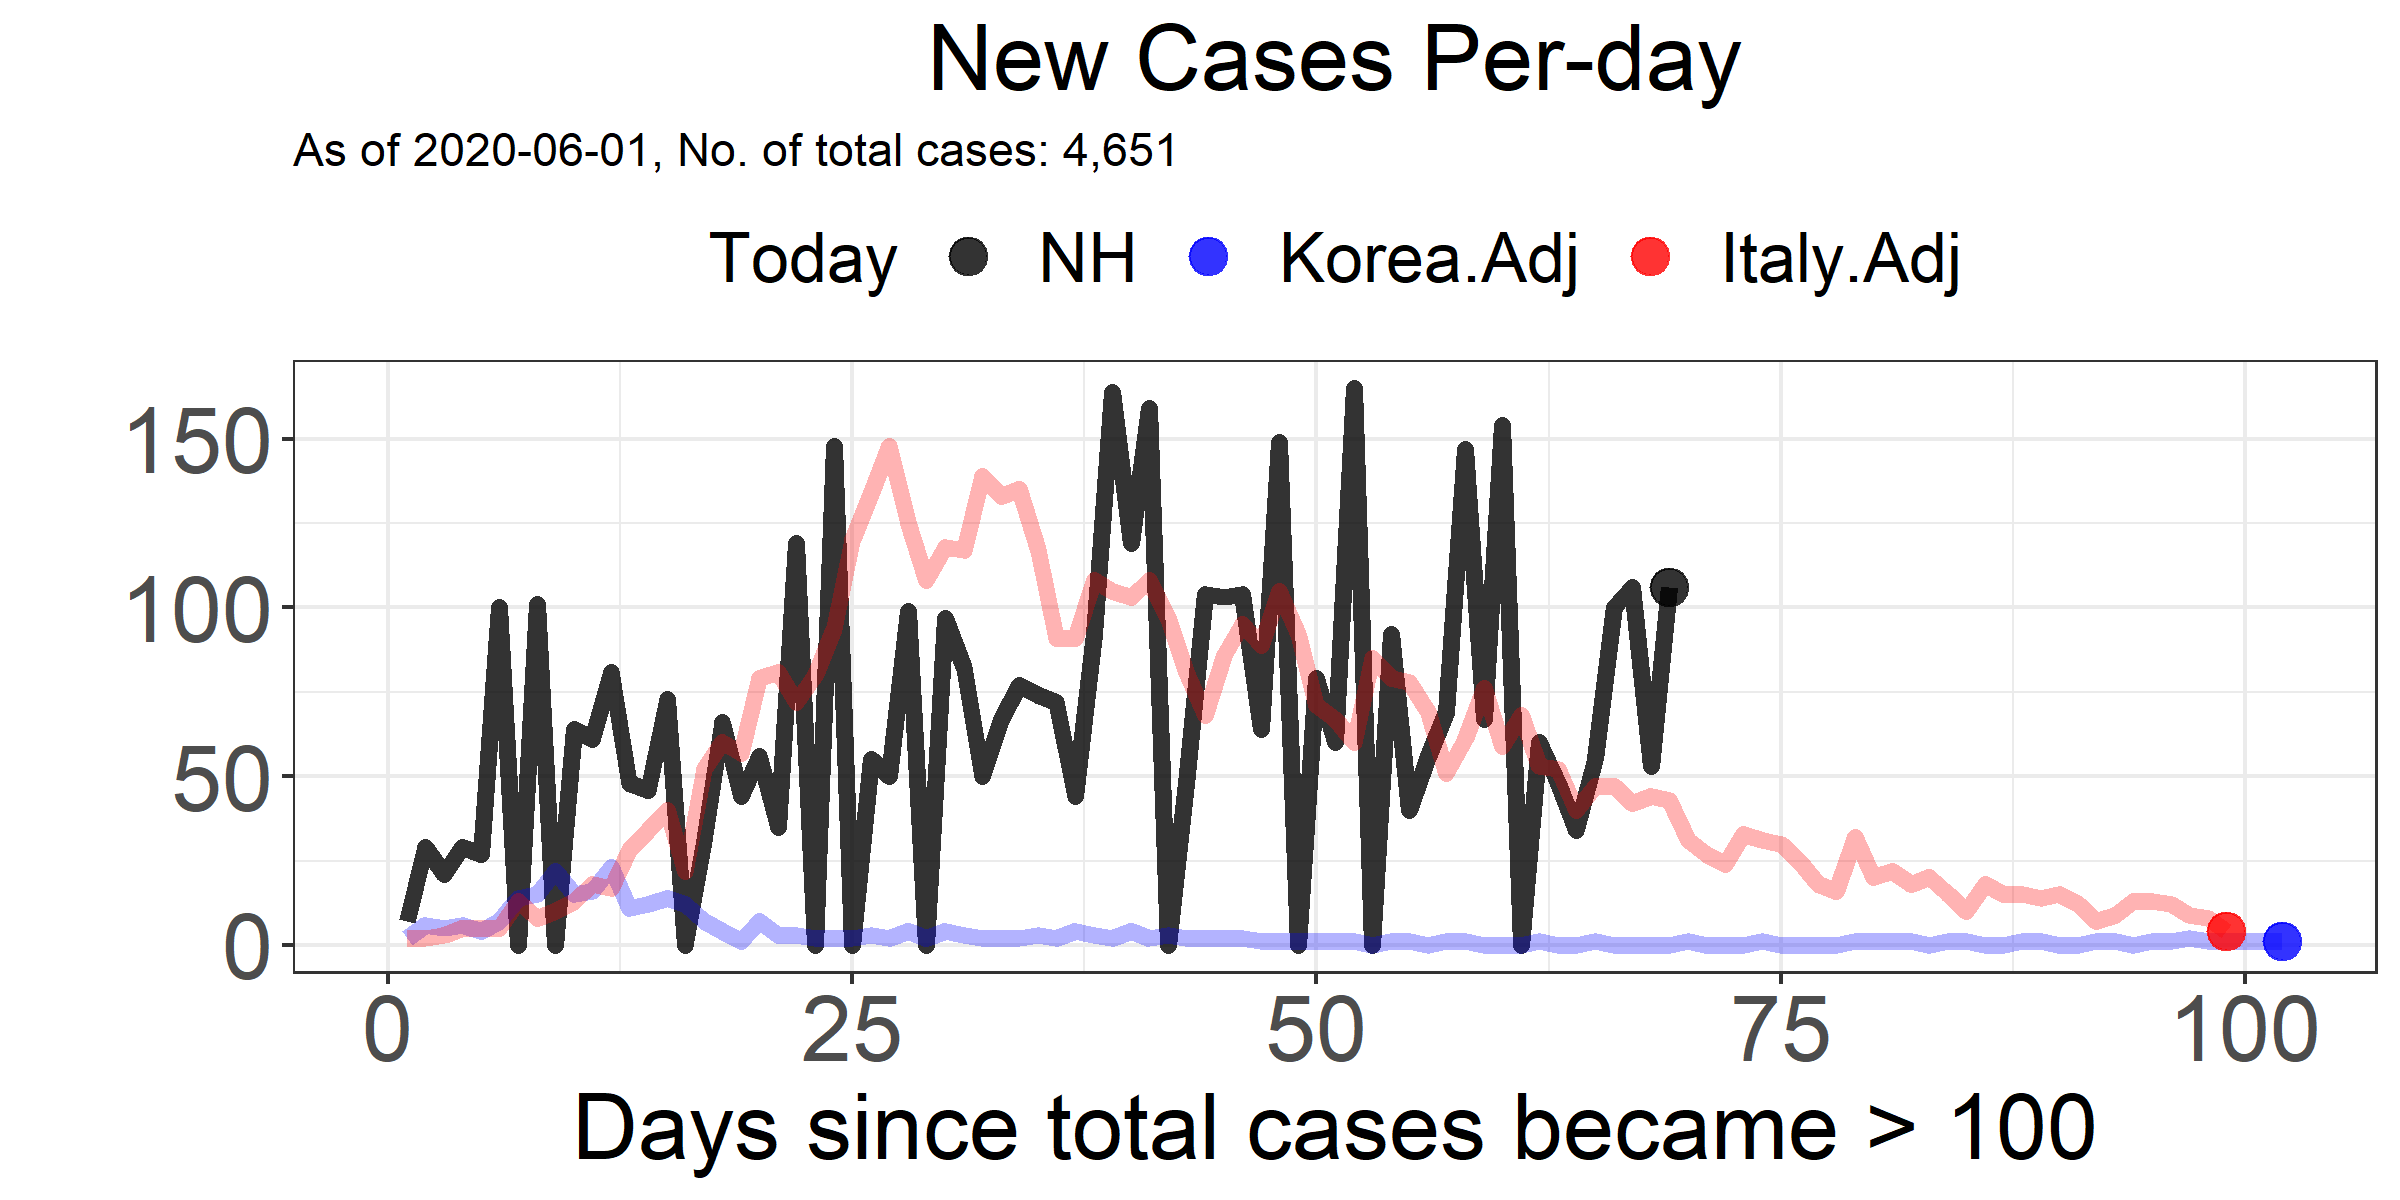 New Cases Per-day
As of 2020-06-01, No. of total cases: 4,651
Today NH Korea.Adj Italy.Adj
150
100
50
0
0 25 50 75 100
Days since total cases became > 100